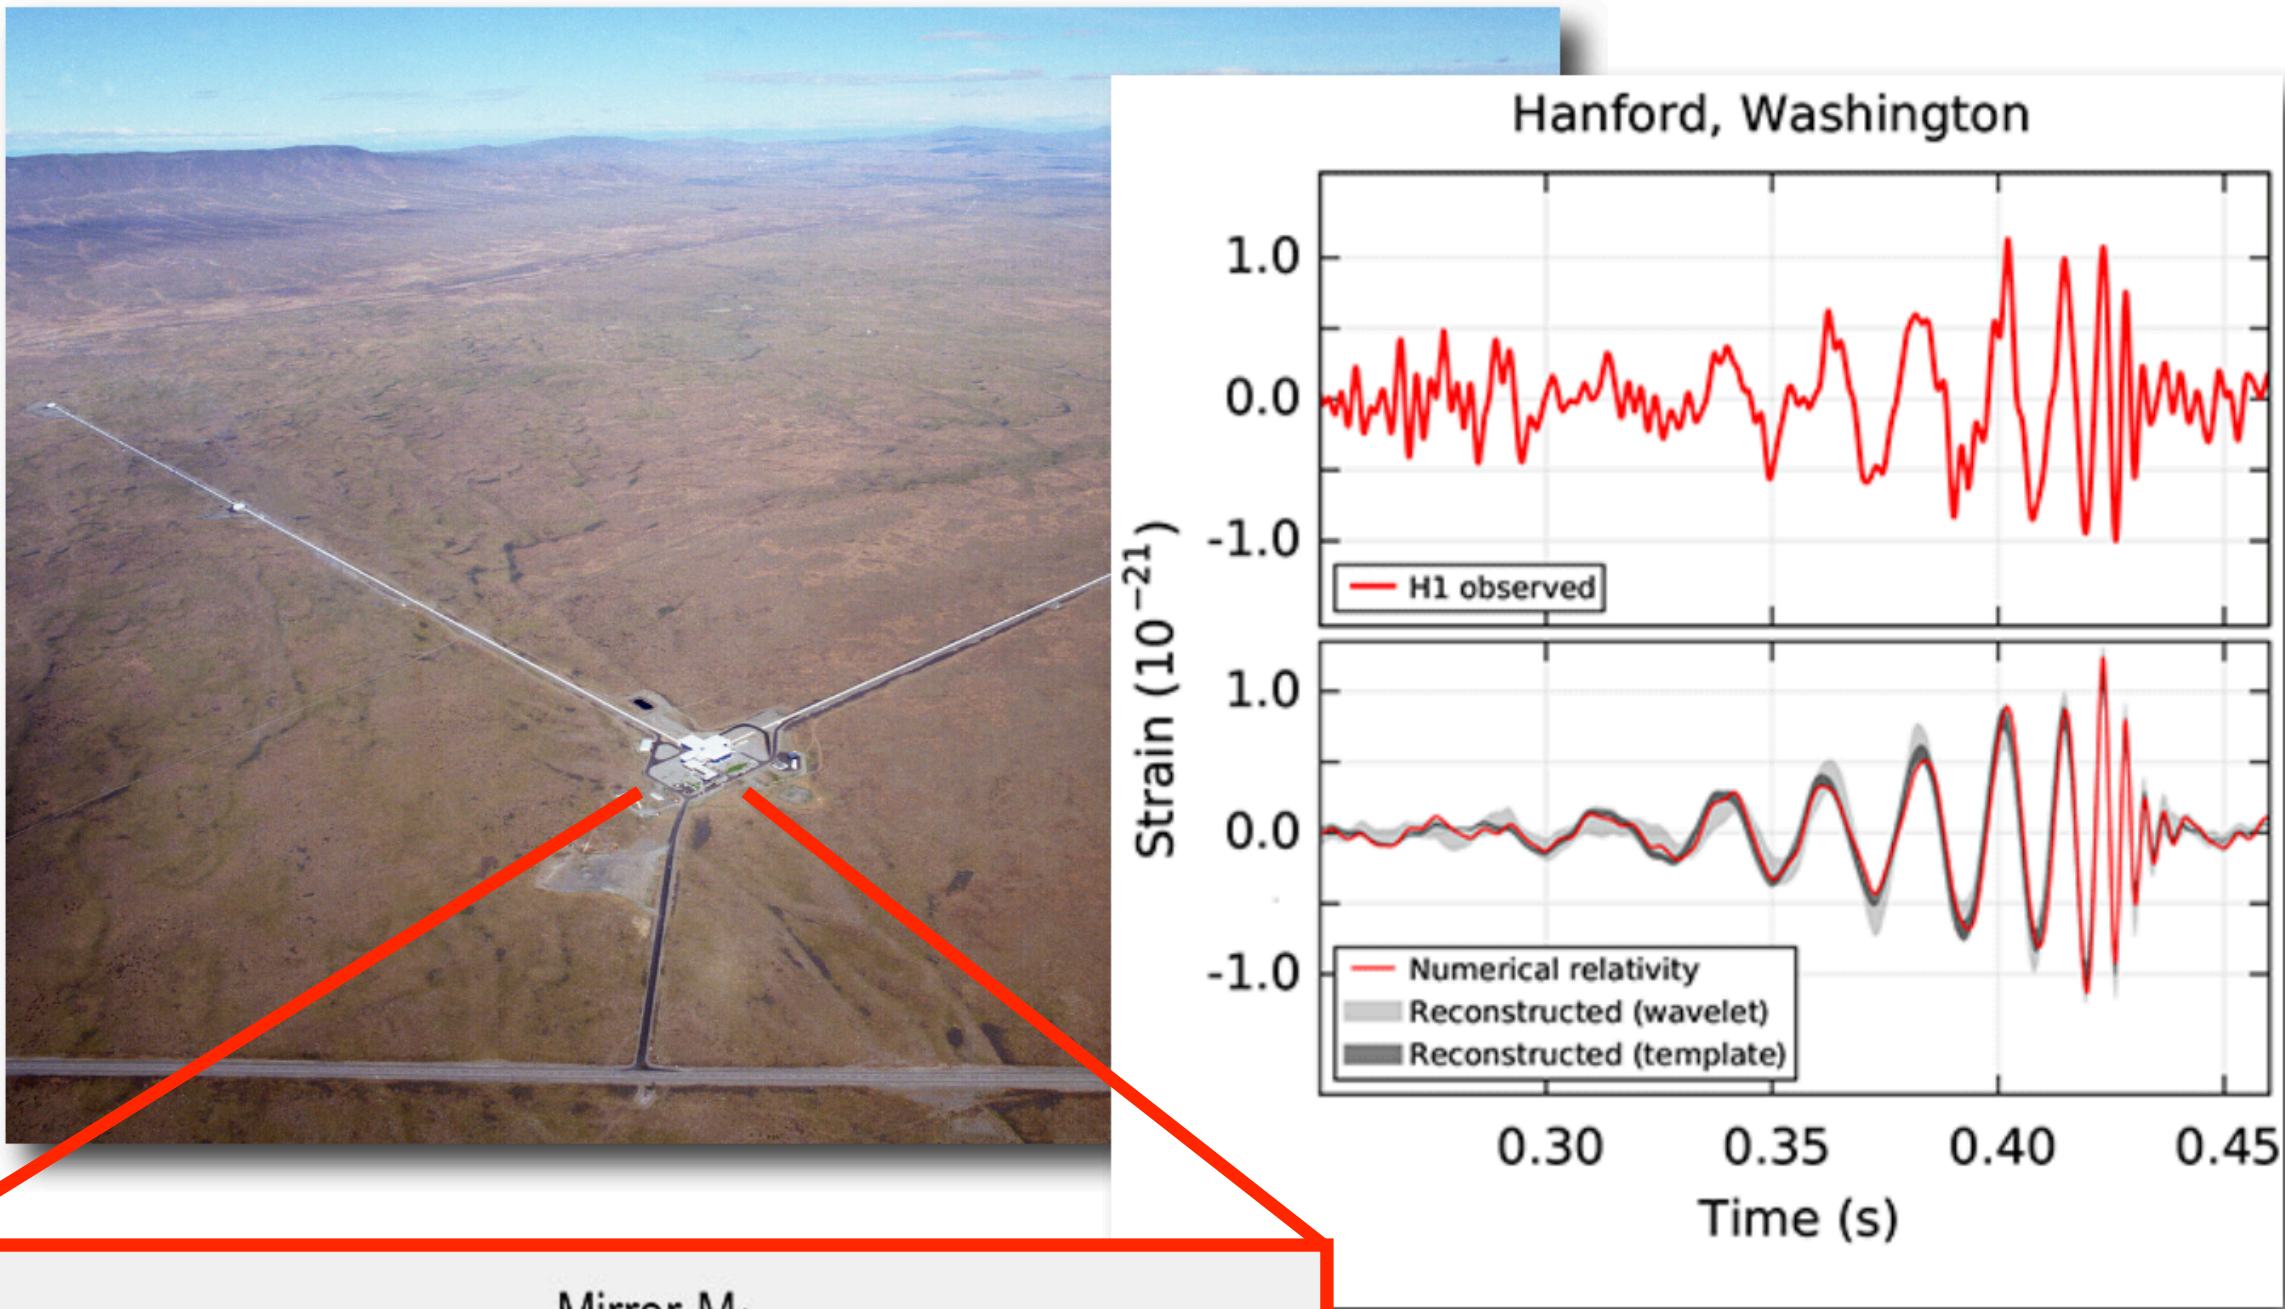 Hanford, Washington
Strain (10⁻²¹)
1.0
0.0
-1.0
H1 observed
1.0
0.0
-1.0
Numerical relativity
Reconstructed (wavelet)
Reconstructed (template)
0.30 0.35 0.40 0.45
Time (s)
Mirror